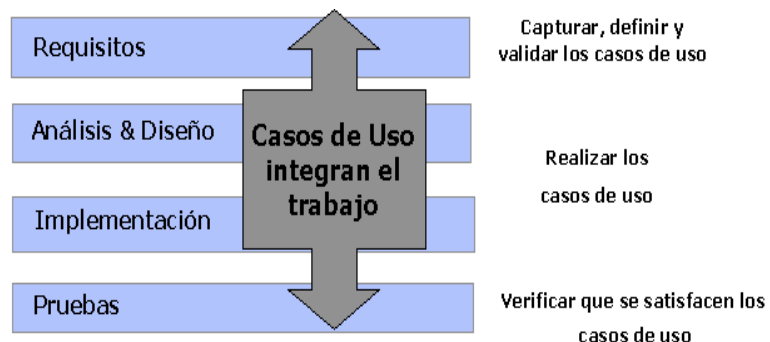 Requisitos
Capturar, definir y
validar los casos de uso
Análisis & Diseño
Casos de Uso
integran el
trabajo
Realizar los
casos de uso
Implementación
Pruebas
Verificar que se satisfacen los
casos de uso